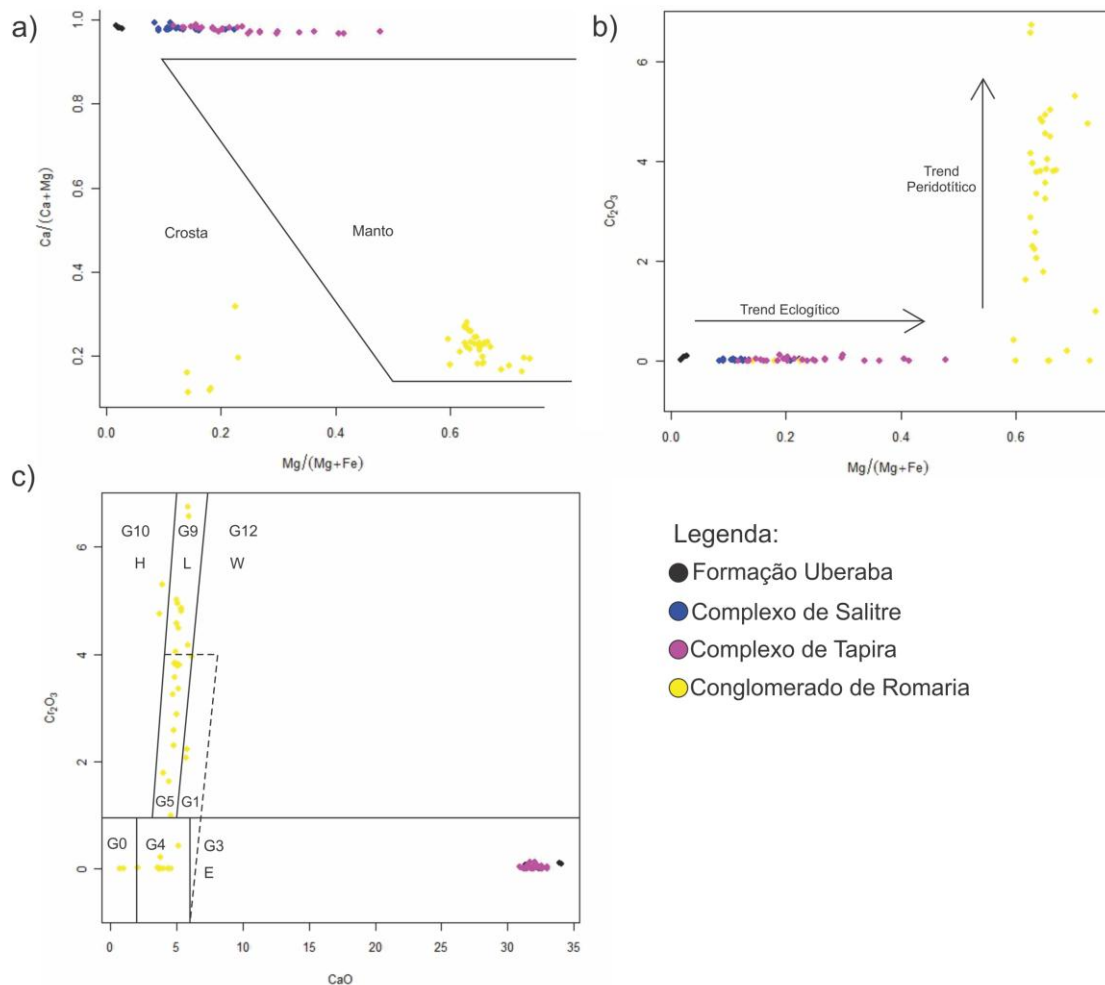 a)
1.0
0.8
0.6
0.4
0.2
Ca/(Ca+Mg)
Crosta
Manto
0.0
0.2
0.4
0.6
Mg/(Mg+Fe)
b)
6
4
2
0
Cr₂O₃
Trend
Peridotítico
Trend Eclogítico
0.0
0.2
0.4
0.6
Mg/(Mg+Fe)
c)
6
4
2
0
Cr₂O₃
G10
G9
G12
H
L
W
G5
G1
G0
G4
G3
E
0
5
10
15
20
25
30
35
CaO
Legenda:
Formação Uberaba
Complexo de Salitre
Complexo de Tapira
Conglomerado de Romaria